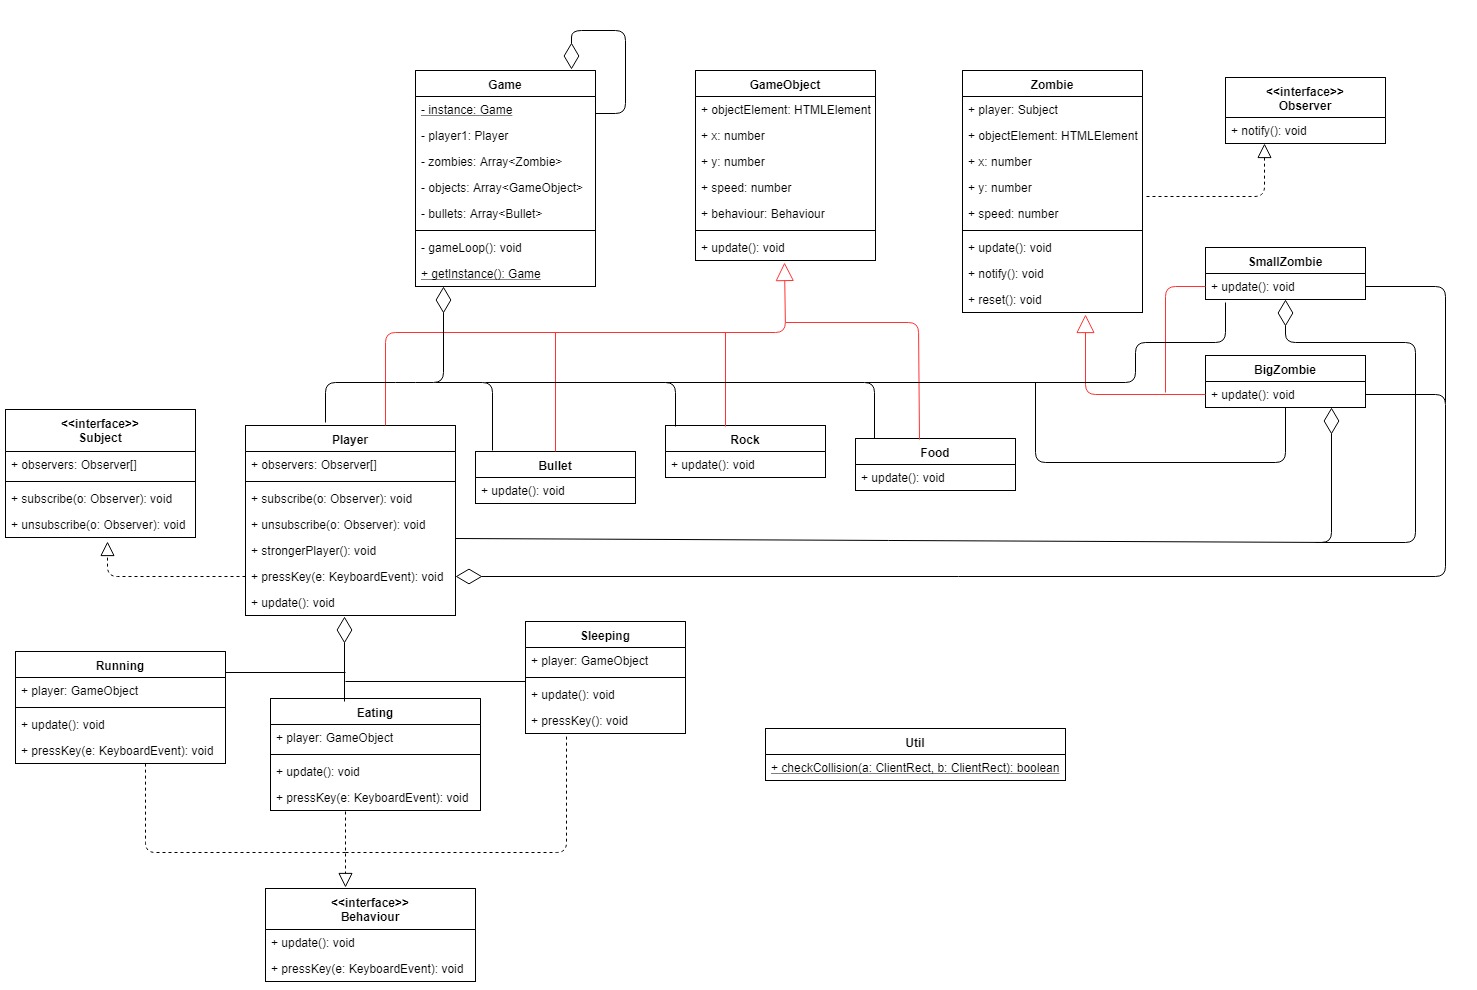 Game
- instance: Game
- player1: Player
- zombies: Array<Zombie>
- objects: Array<GameObject>
- bullets: Array<Bullet>
- gameLoop(): void
+ getInstance(): Game
GameObject
+ objectElement: HTMLElement
+ x: number
+ y: number
+ speed: number
+ behaviour: Behaviour
+ update(): void
Zombie
+ player: Subject
+ objectElement: HTMLElement
+ x: number
+ y: number
+ speed: number
+ update(): void
+ notify(): void
+ reset(): void
<<interface>>
Observer
+ notify(): void
SmallZombie
+ update(): void
BigZombie
+ update(): void
<<interface>>
Subject
+ observers: Observer[]
+ subscribe(o: Observer): void
+ unsubscribe(o: Observer): void
Player
+ observers: Observer[]
+ subscribe(o: Observer): void
+ unsubscribe(o: Observer): void
+ strongerPlayer(): void
+ pressKey(e: KeyboardEvent): void
+ update(): void
Bullet
+ update(): void
Rock
+ update(): void
Food
+ update(): void
Running
+ player: GameObject
+ update(): void
+ pressKey(e: KeyboardEvent): void
Eating
+ player: GameObject
+ update(): void
+ pressKey(e: KeyboardEvent): void
Sleeping
+ player: GameObject
+ update(): void
+ pressKey(): void
Util
+ checkCollision(a: ClientRect, b: ClientRect): boolean
<<interface>>
Behaviour
+ update(): void
+ pressKey(e: KeyboardEvent): void